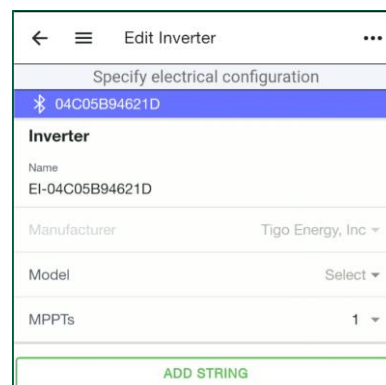 Edit Inverter
Specify electrical configuration
04C05B94621D
Inverter
Name
EI-04C05B94621D
Manufacturer Tigo Energy, Inc
Model Select
MPPTs 1
ADD STRING